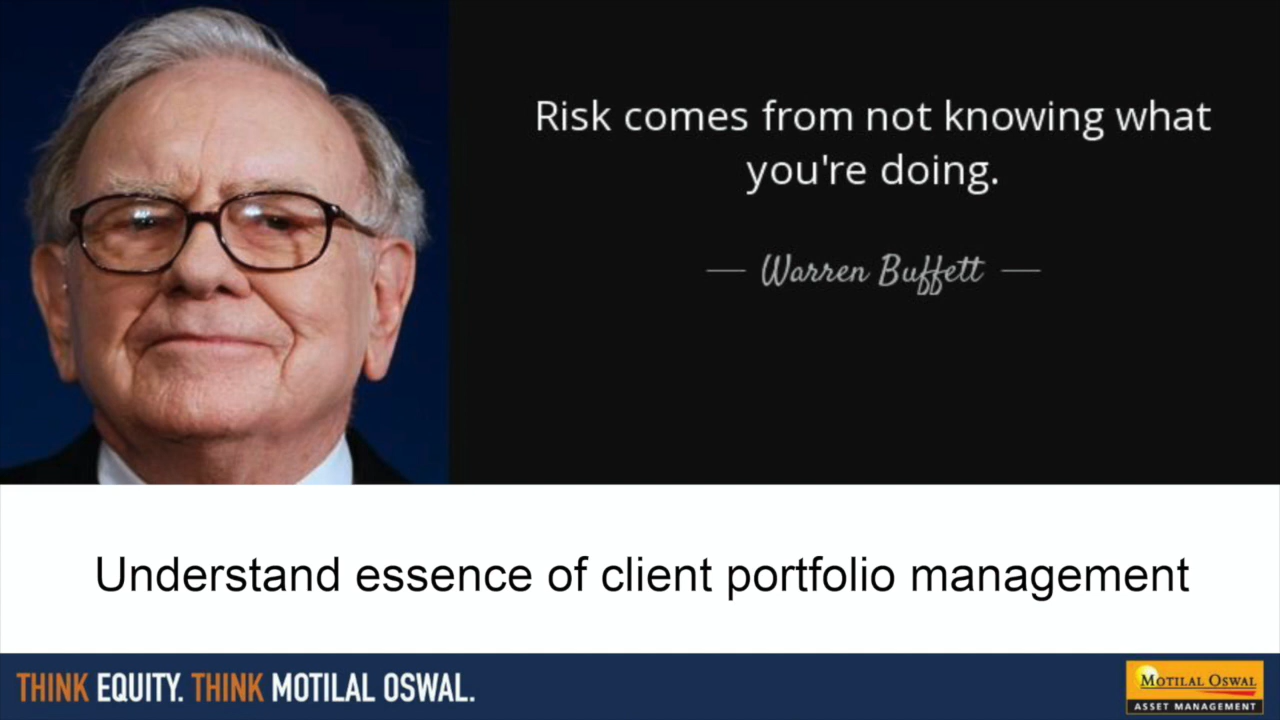 Risk comes from not knowing what
you're doing.
— Warren Buffett —
Understand essence of client portfolio management
THINK EQUITY. THINK MOTILAL OSWAL.
MOTILAL OSWAL
ASSET MANAGEMENT